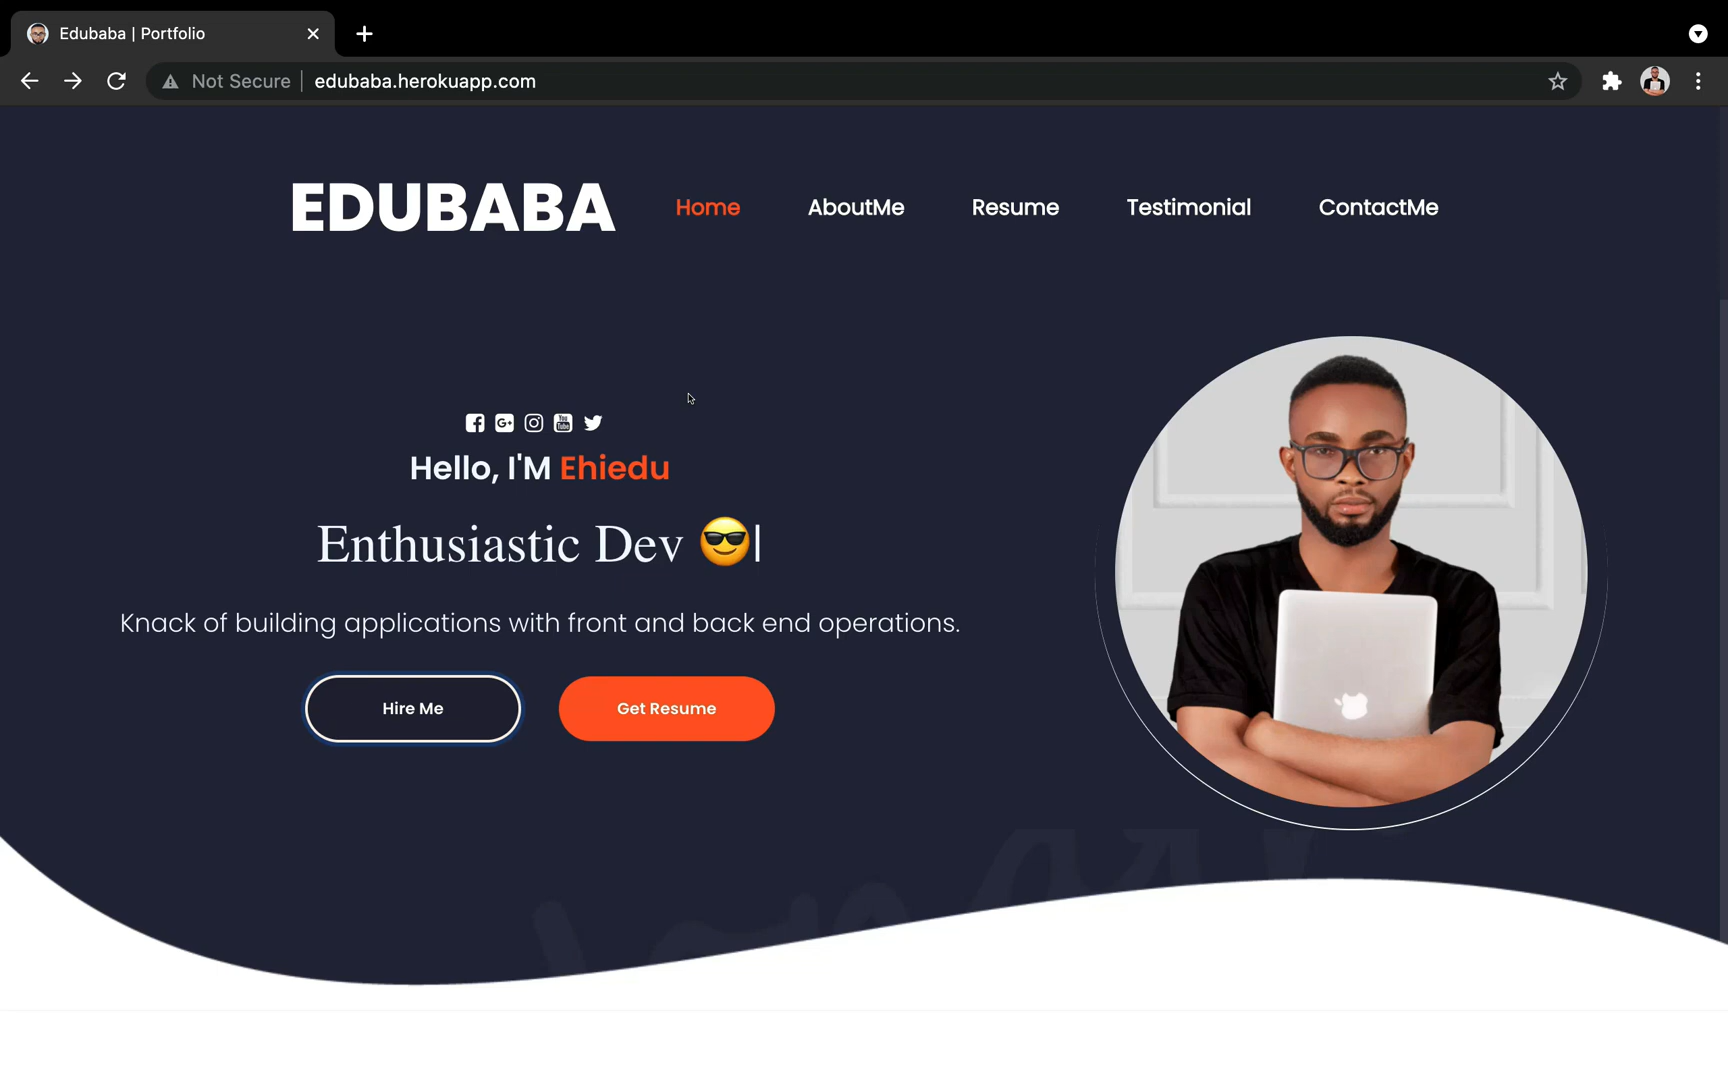 Edubaba | Portfolio
Not Secure
edubaba.herokuapp.com
EDUBABA
Home
AboutMe
Resume
Testimonial
ContactMe
Hello, I'M Ehiedu
Enthusiastic Dev 😎|
Knack of building applications with front and back end operations.
Hire Me
Get Resume